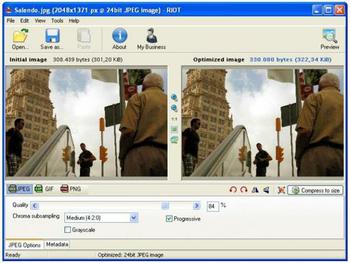 Salendo.jpg (2048x1371 px @ 24bit JPEG image) - RIOT
File Edit View Tools Help
Open... Save as... Paste About My Business Preview
Initial image 308.439 bytes (301,20 KiB) Optimized image 330.080 bytes (322,34 KiB)
1:1
JPEG GIF PNG Compress to size
Quality 84 %
Chroma subsampling Medium (4:2:0) Progressive
Grayscale
JPEG Options Metadata
Ready Optimized: 24bit JPEG image